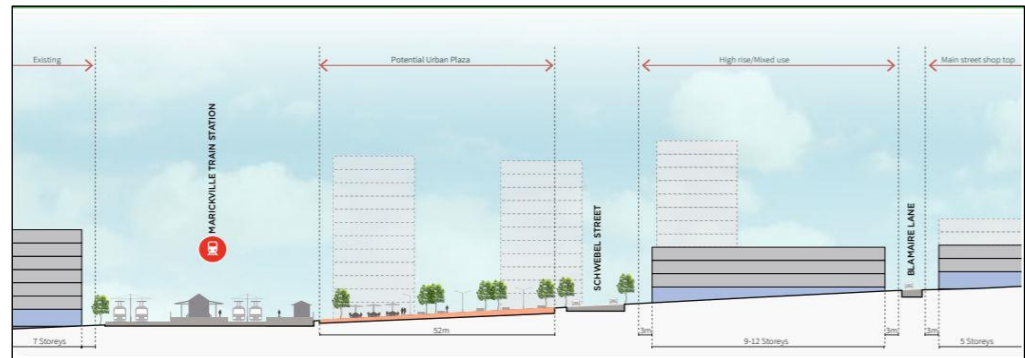 Existing
Potential Urban Plaza
High rise/Mixed use
Main street shop top
MARICKVILLE TRAIN STATION
SCHWEBEL STREET
BLAMAIRE LANE
7 Storeys
52m
3m
9-12 Storeys
3m
3m
5 Storeys